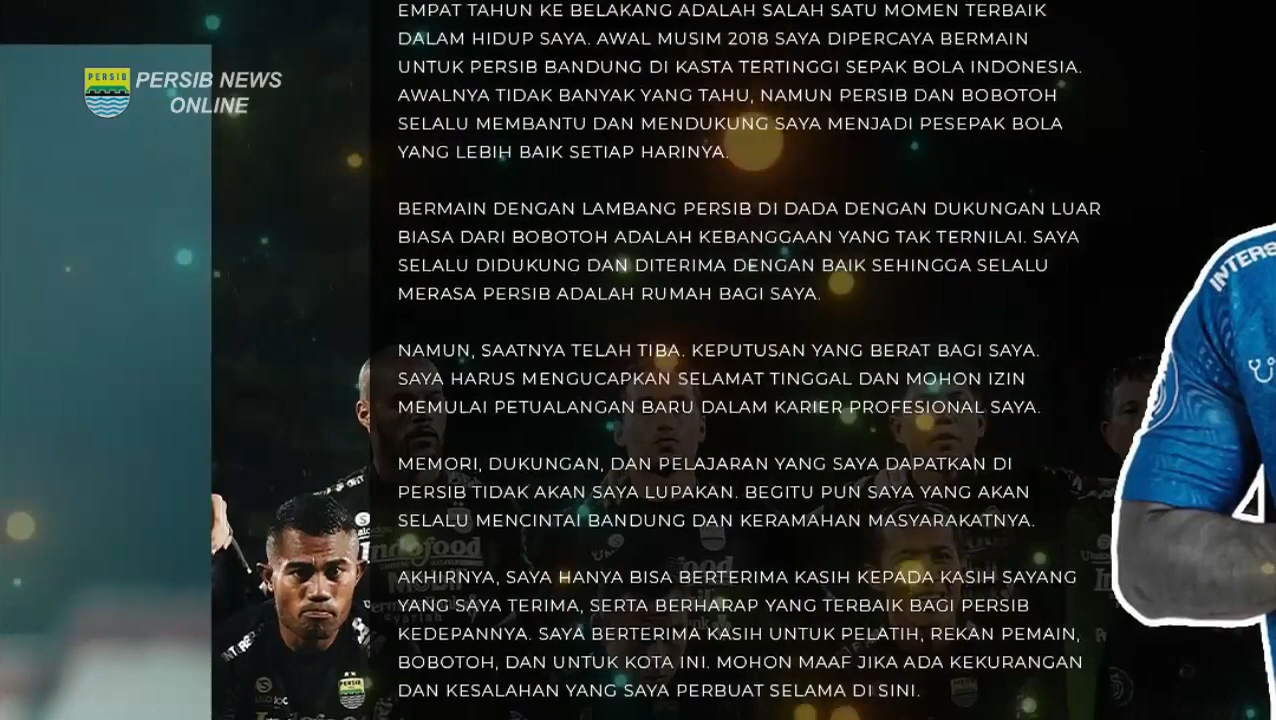 PERSIB
PERSIB NEWS
ONLINE
EMPAT TAHUN KE BELAKANG ADALAH SALAH SATU MOMEN TERBAIK
DALAM HIDUP SAYA. AWAL MUSIM 2018 SAYA DIPERCAYA BERMAIN
UNTUK PERSIB BANDUNG DI KASTA TERTINGGI SEPAK BOLA INDONESIA.
AWALNYA TIDAK BANYAK YANG TAHU, NAMUN PERSIB DAN BOBOTOH
SELALU MEMBANTU DAN MENDUKUNG SAYA MENJADI PESEPAK BOLA
YANG LEBIH BAIK SETIAP HARINYA.
BERMAIN DENGAN LAMBANG PERSIB DI DADA DENGAN DUKUNGAN LUAR
BIASA DARI BOBOTOH ADALAH KEBANGGAAN YANG TAK TERNILAI. SAYA
SELALU DIDUKUNG DAN DITERIMA DENGAN BAIK SEHINGGA SELALU
MERASA PERSIB ADALAH RUMAH BAGI SAYA.
NAMUN, SAATNYA TELAH TIBA. KEPUTUSAN YANG BERAT BAGI SAYA.
SAYA HARUS MENGUCAPKAN SELAMAT TINGGAL DAN MOHON IZIN
MEMULAI PETUALANGAN BARU DALAM KARIER PROFESIONAL SAYA.
MEMORI, DUKUNGAN, DAN PELAJARAN YANG SAYA DAPATKAN DI
PERSIB TIDAK AKAN SAYA LUPAKAN. BEGITU PUN SAYA YANG AKAN
SELALU MENCINTAI BANDUNG DAN KERAMAHAN MASYARAKATNYA.
AKHIRNYA, SAYA HANYA BISA BERTERIMA KASIH KEPADA KASIH SAYANG
YANG SAYA TERIMA, SERTA BERHARAP YANG TERBAIK BAGI PERSIB
KEDEPANNYA. SAYA BERTERIMA KASIH UNTUK PELATIH, REKAN PEMAIN,
BOBOTOH, DAN UNTUK KOTA INI. MOHON MAAF JIKA ADA KEKURANGAN
DAN KESALAHAN YANG SAYA PERBUAT SELAMA DI SINI.
INTERS
Indofood
PERSIB